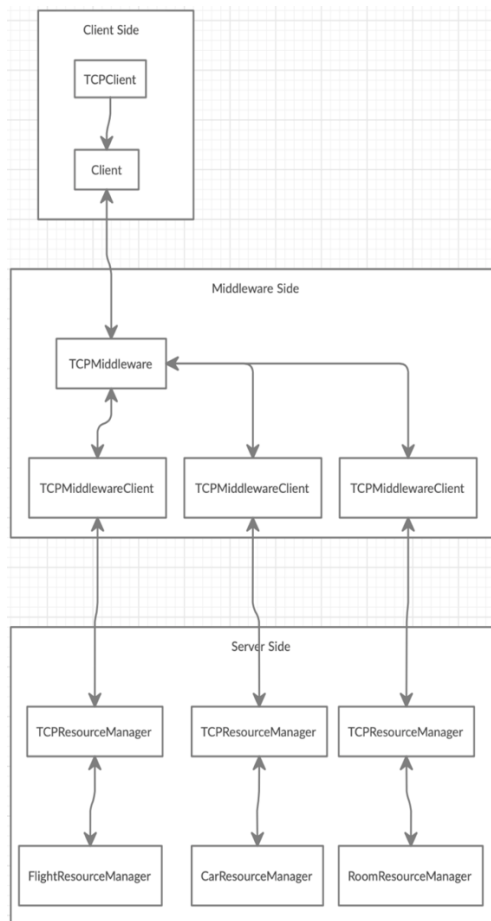 Client Side
TCPClient
Client
Middleware Side
TCPMiddleware
TCPMiddlewareClient
TCPMiddlewareClient
TCPMiddlewareClient
Server Side
TCPResourceManager
TCPResourceManager
TCPResourceManager
FlightResourceManager
CarResourceManager
RoomResourceManager